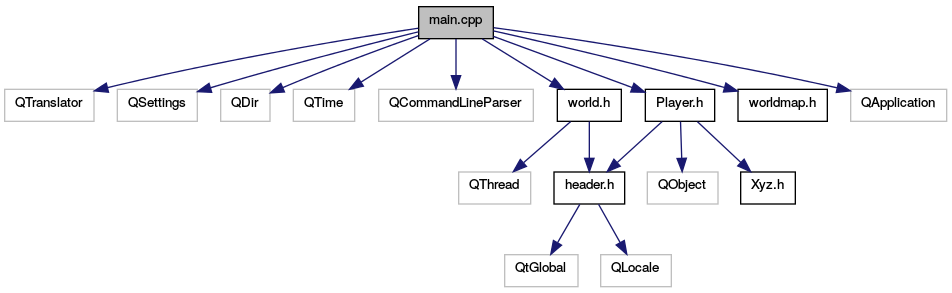 main.cpp
QTranslator
QSettings
QDir
QTime
QCommandLineParser
world.h
Player.h
worldmap.h
QApplication
QThread
header.h
QObject
Xyz.h
QtGlobal
QLocale